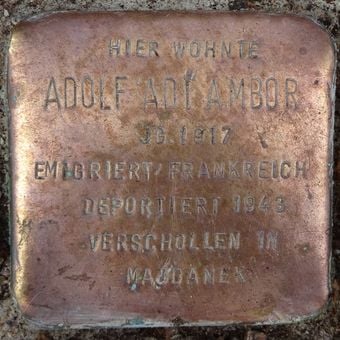 HIER WOHNTE
ADOLF ADI AMBOR
JG. 1917
EMIGRIERT/FRANKREICH
DEPORTIERT 1943
VERSCHOLLEN IN
MAJDANEK